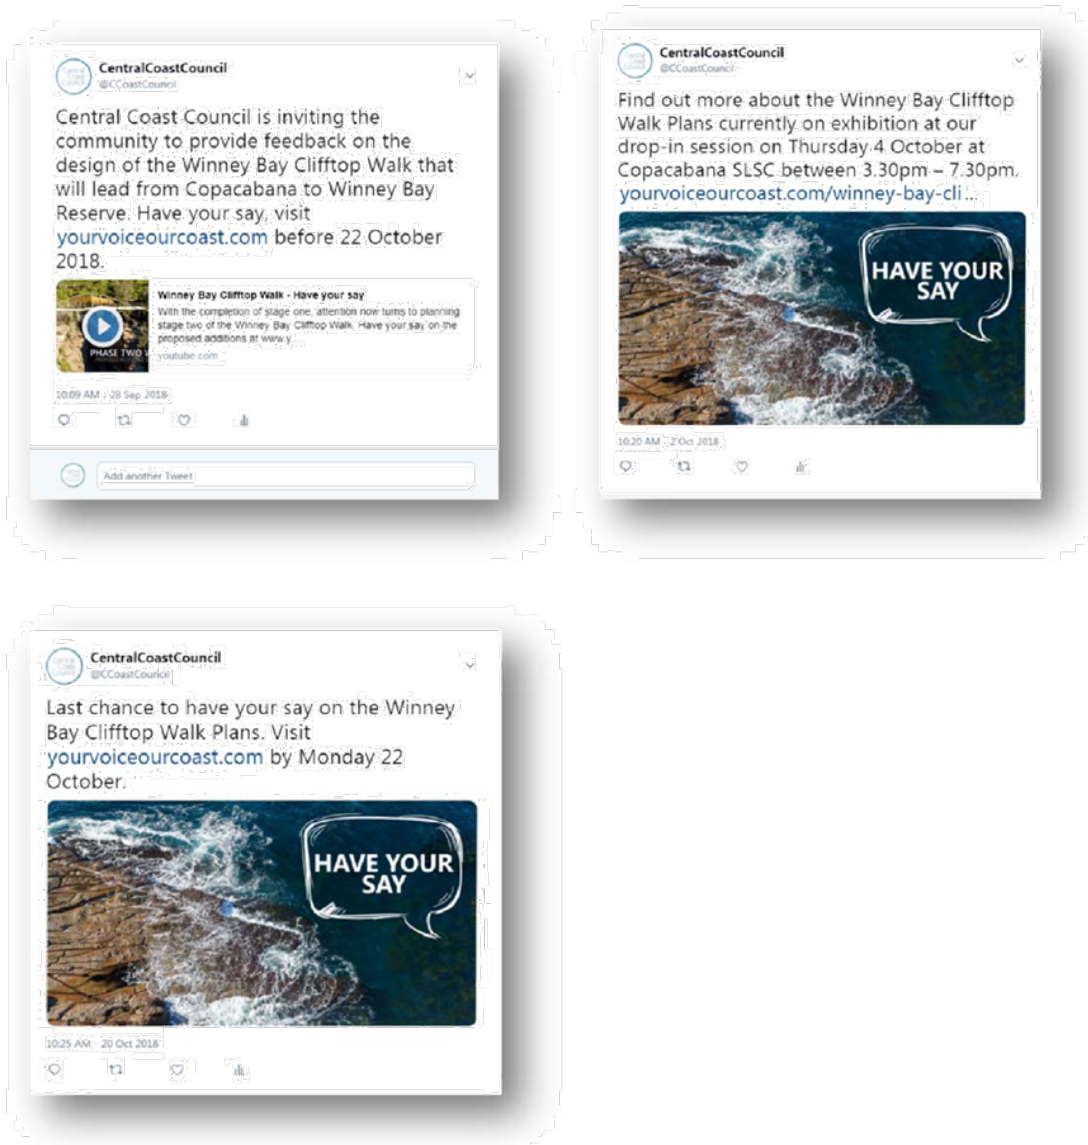 CentralCoastCouncil
@CCoastCouncil
Central Coast Council is inviting the
community to provide feedback on the
design of the Winney Bay Clifftop Walk that
will lead from Copacabana to Winney Bay
Reserve. Have your say, visit
yourvoiceourcoast.com before 22 October
2018.
Winney Bay Clifftop Walk - Have your say
With the completion of stage one, attention now turns to planning
stage two of the Winney Bay Clifftop Walk. Have your say on the
proposed additions at www.y
youtube.com
PHASE TWO
10:09 AM - 28 Sep 2018
Add another Tweet
CentralCoastCouncil
@CCoastCouncil
Find out more about the Winney Bay Clifftop
Walk Plans currently on exhibition at our
drop-in session on Thursday 4 October at
Copacabana SLSC between 3.30pm – 7.30pm.
yourvoiceourcoast.com/winney-bay-cli...
HAVE YOUR
SAY
10:20 AM - 2 Oct 2018
CentralCoastCouncil
@CCoastCouncil
Last chance to have your say on the Winney
Bay Clifftop Walk Plans. Visit
yourvoiceourcoast.com by Monday 22
October.
HAVE YOUR
SAY
10:25 AM - 20 Oct 2018